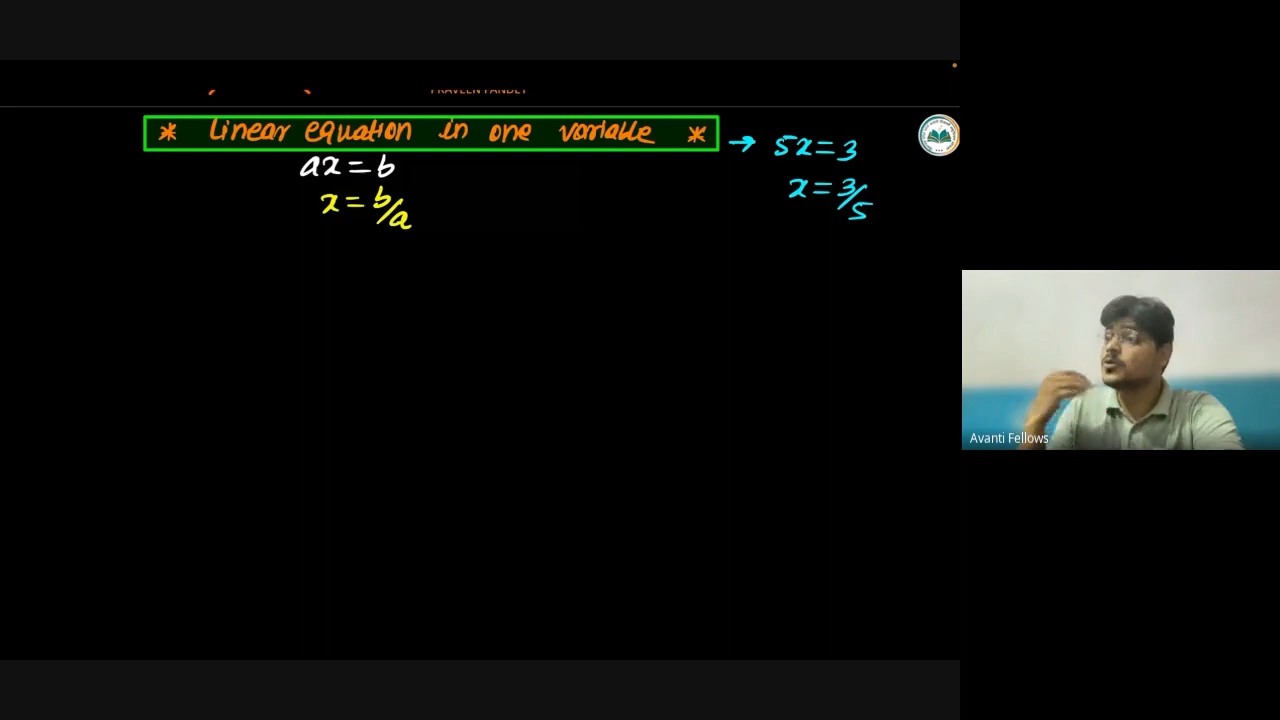 * Linear equation in one variable *
ax = b
x = b/a
→ 5x = 3
x = 3/5
Avanti Fellows